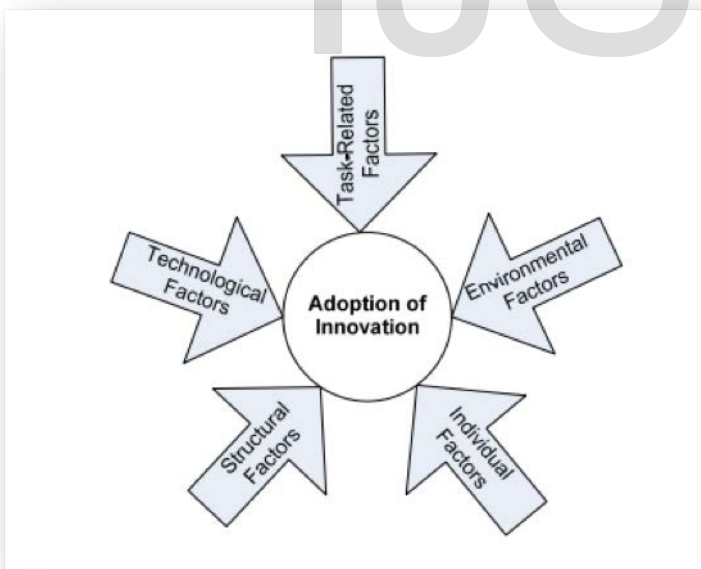 Task-Related
Factors
Technological
Factors
Environmental
Factors
Adoption of
Innovation
Structural
Factors
Individual
Factors